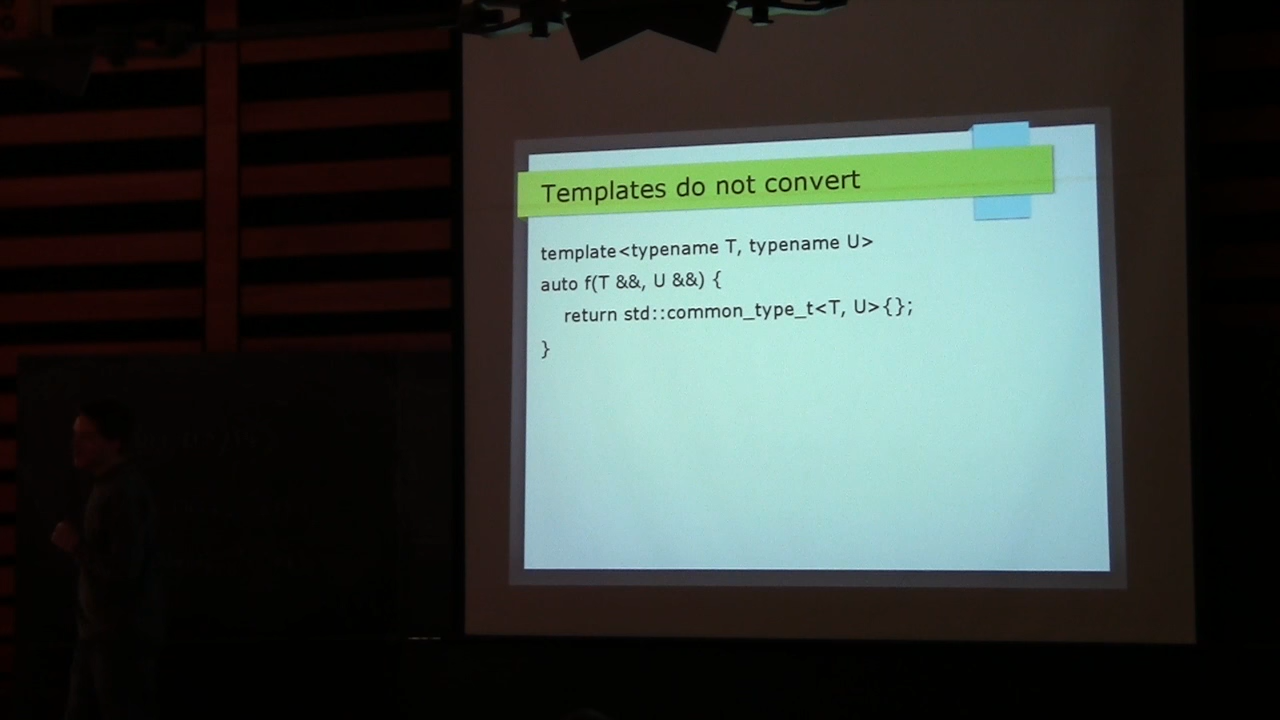 Templates do not convert
template<typename T, typename U>
auto f(T &&, U &&) {
return std::common_type_t<T, U>{};
}